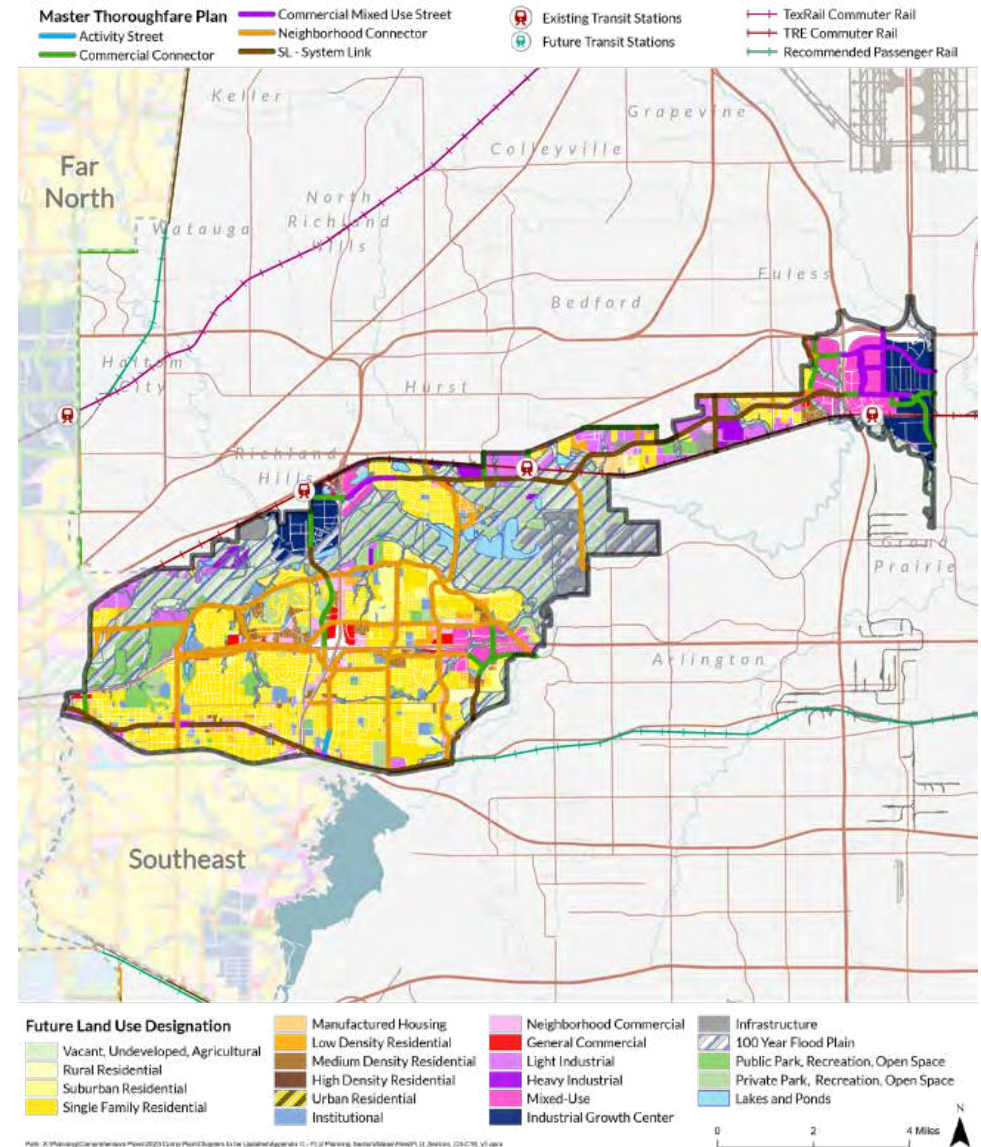 Master Thoroughfare Plan
Activity Street
Commercial Connector
Commercial Mixed Use Street
Neighborhood Connector
SL - System Link
Existing Transit Stations
Future Transit Stations
TexRail Commuter Rail
TRE Commuter Rail
Recommended Passenger Rail
Keller
Grapevine
Colleyville
Far
North
North
Richland
Hills
Watauga
Euless
Bedford
Haltom
City
Hurst
Richland
Hills
Grand
Prairie
Arlington
Southeast
Future Land Use Designation
Vacant, Undeveloped, Agricultural
Rural Residential
Suburban Residential
Single Family Residential
Manufactured Housing
Low Density Residential
Medium Density Residential
High Density Residential
Urban Residential
Institutional
Neighborhood Commercial
General Commercial
Light Industrial
Heavy Industrial
Mixed-Use
Industrial Growth Center
Infrastructure
100 Year Flood Plain
Public Park, Recreation, Open Space
Private Park, Recreation, Open Space
Lakes and Ponds
N
0 2 4 Miles